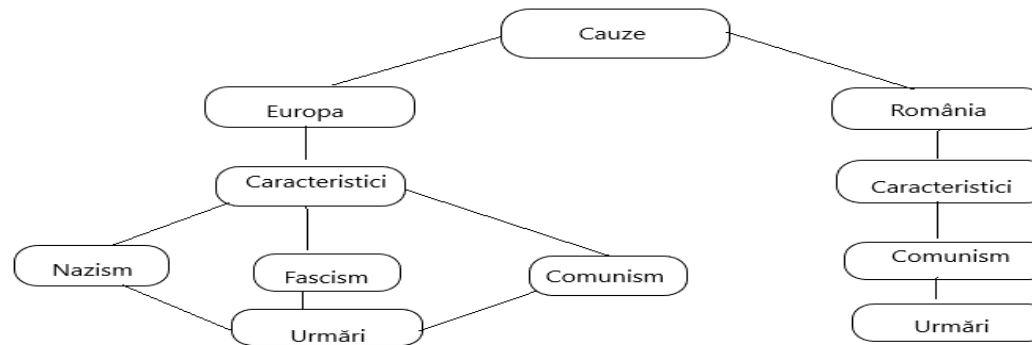 Cauze
Europa
România
Caracteristici
Caracteristici
Nazism
Fascism
Comunism
Comunism
Urmări
Urmări